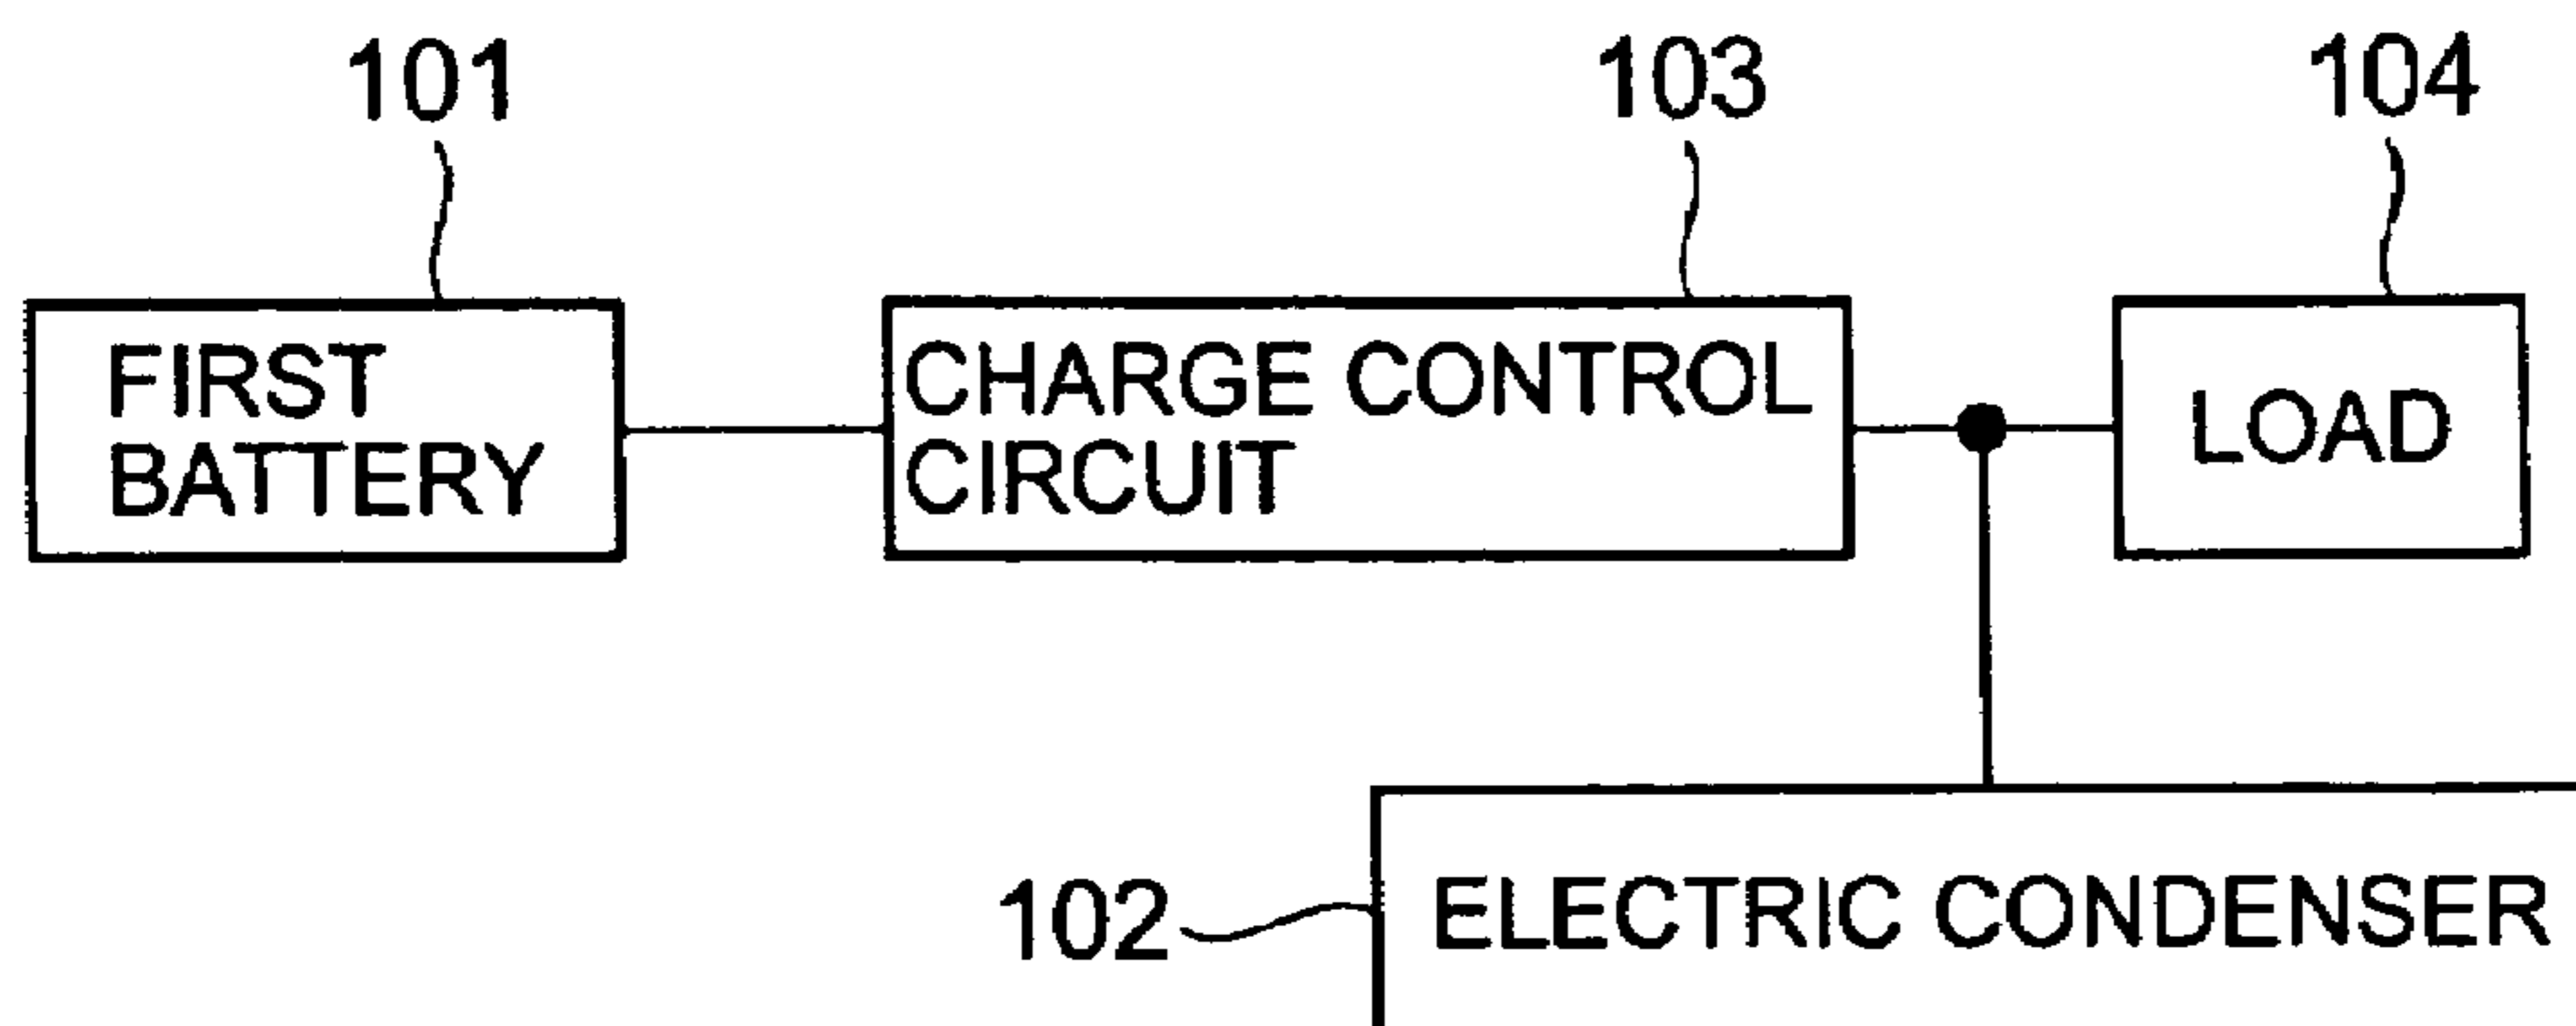 101
103
104
FIRST
BATTERY
CHARGE CONTROL
CIRCUIT
LOAD
102
ELECTRIC CONDENSER